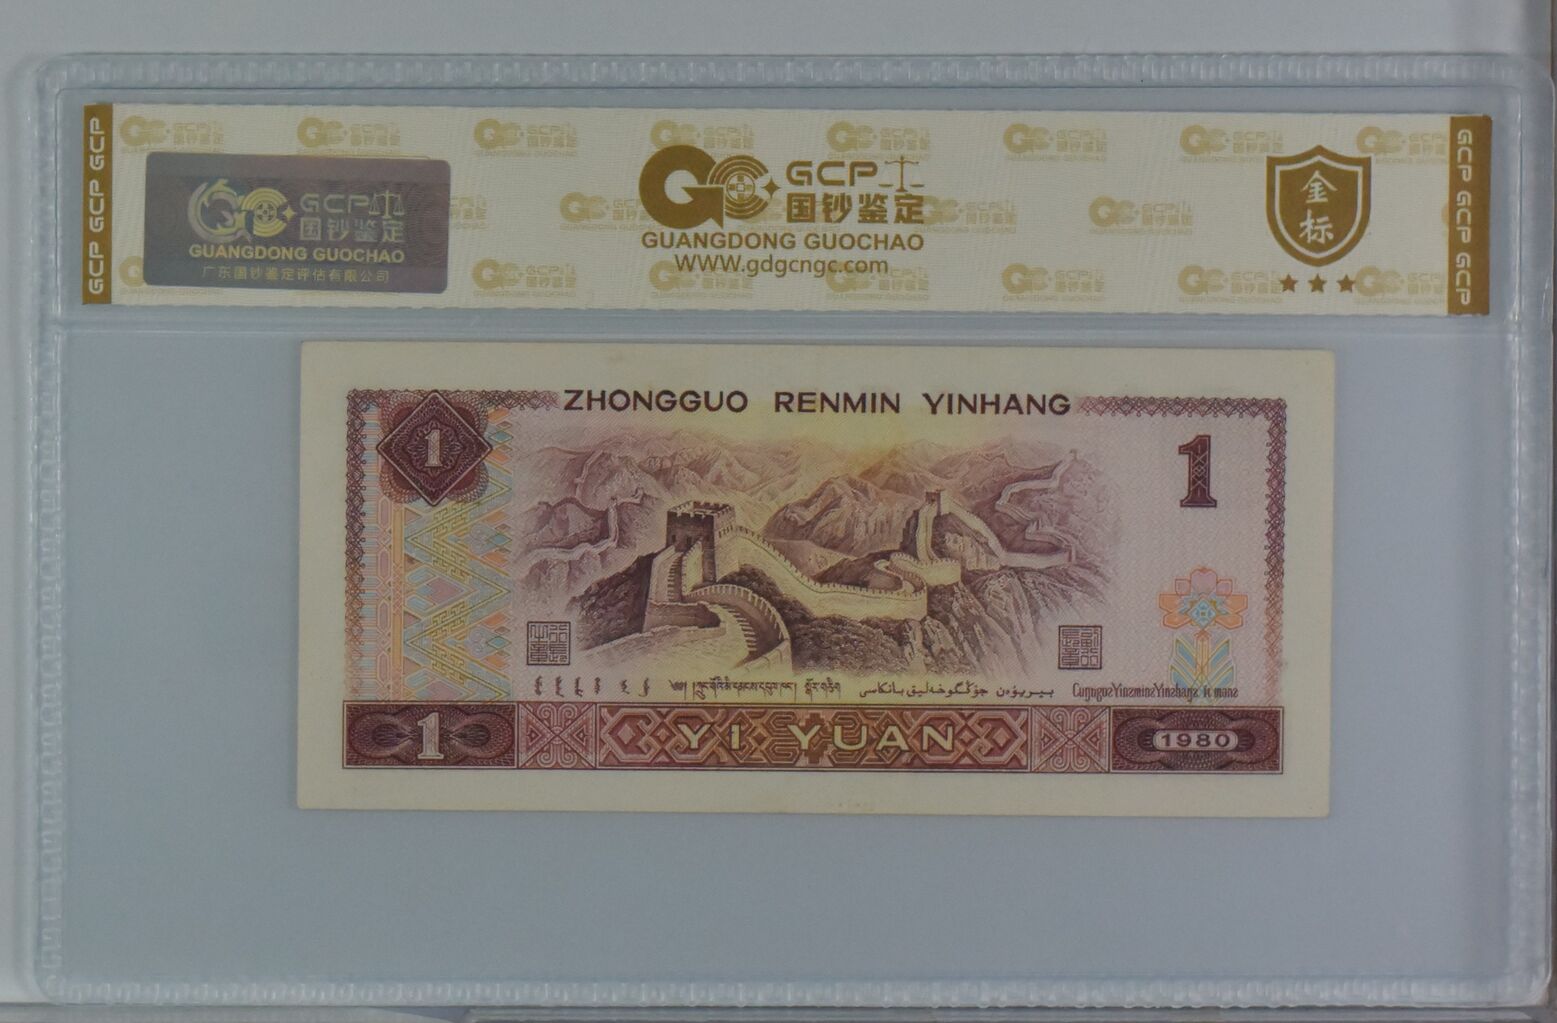 GCP GCP GCP
GCP
国钞鉴定
GUANGDONG GUOCHAO
广东国钞鉴定评估有限公司
GCP
国钞鉴定
GUANGDONG GUOCHAO
WWW.gdgcngc.com
金
标
GCP GCP GCP
ZHONGGUO RENMIN YINHANG
1
1
1
YI YUAN
1980